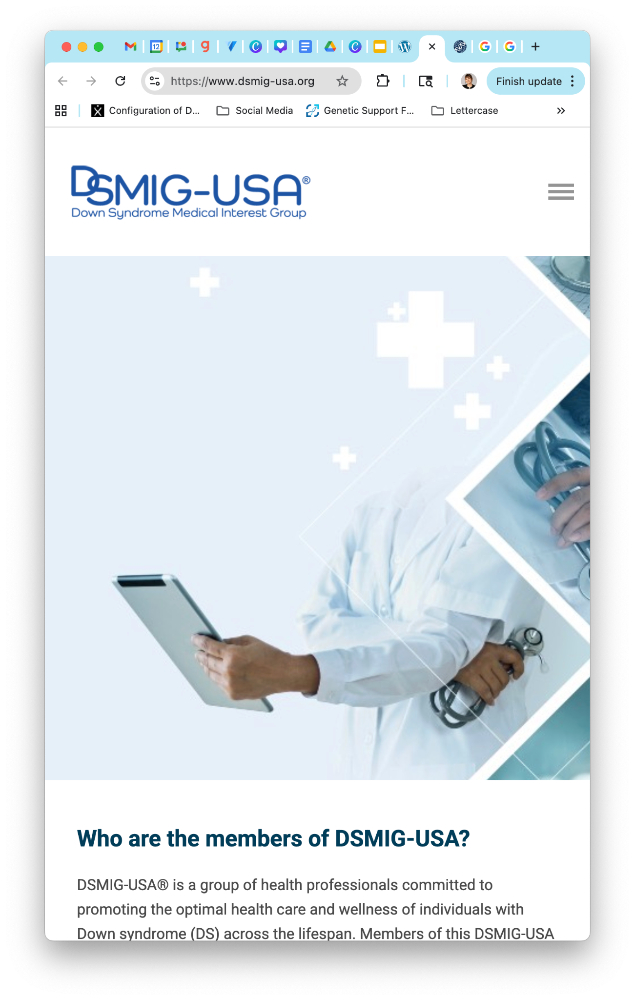 12
https://www.dsmig-usa.org
Finish update
Configuration of D...
Social Media
Genetic Support F...
Lettercase
DSMIG-USA®
Down Syndrome Medical Interest Group
Who are the members of DSMIG-USA?
DSMIG-USA® is a group of health professionals committed to
promoting the optimal health care and wellness of individuals with
Down syndrome (DS) across the lifespan. Members of this DSMIG-USA